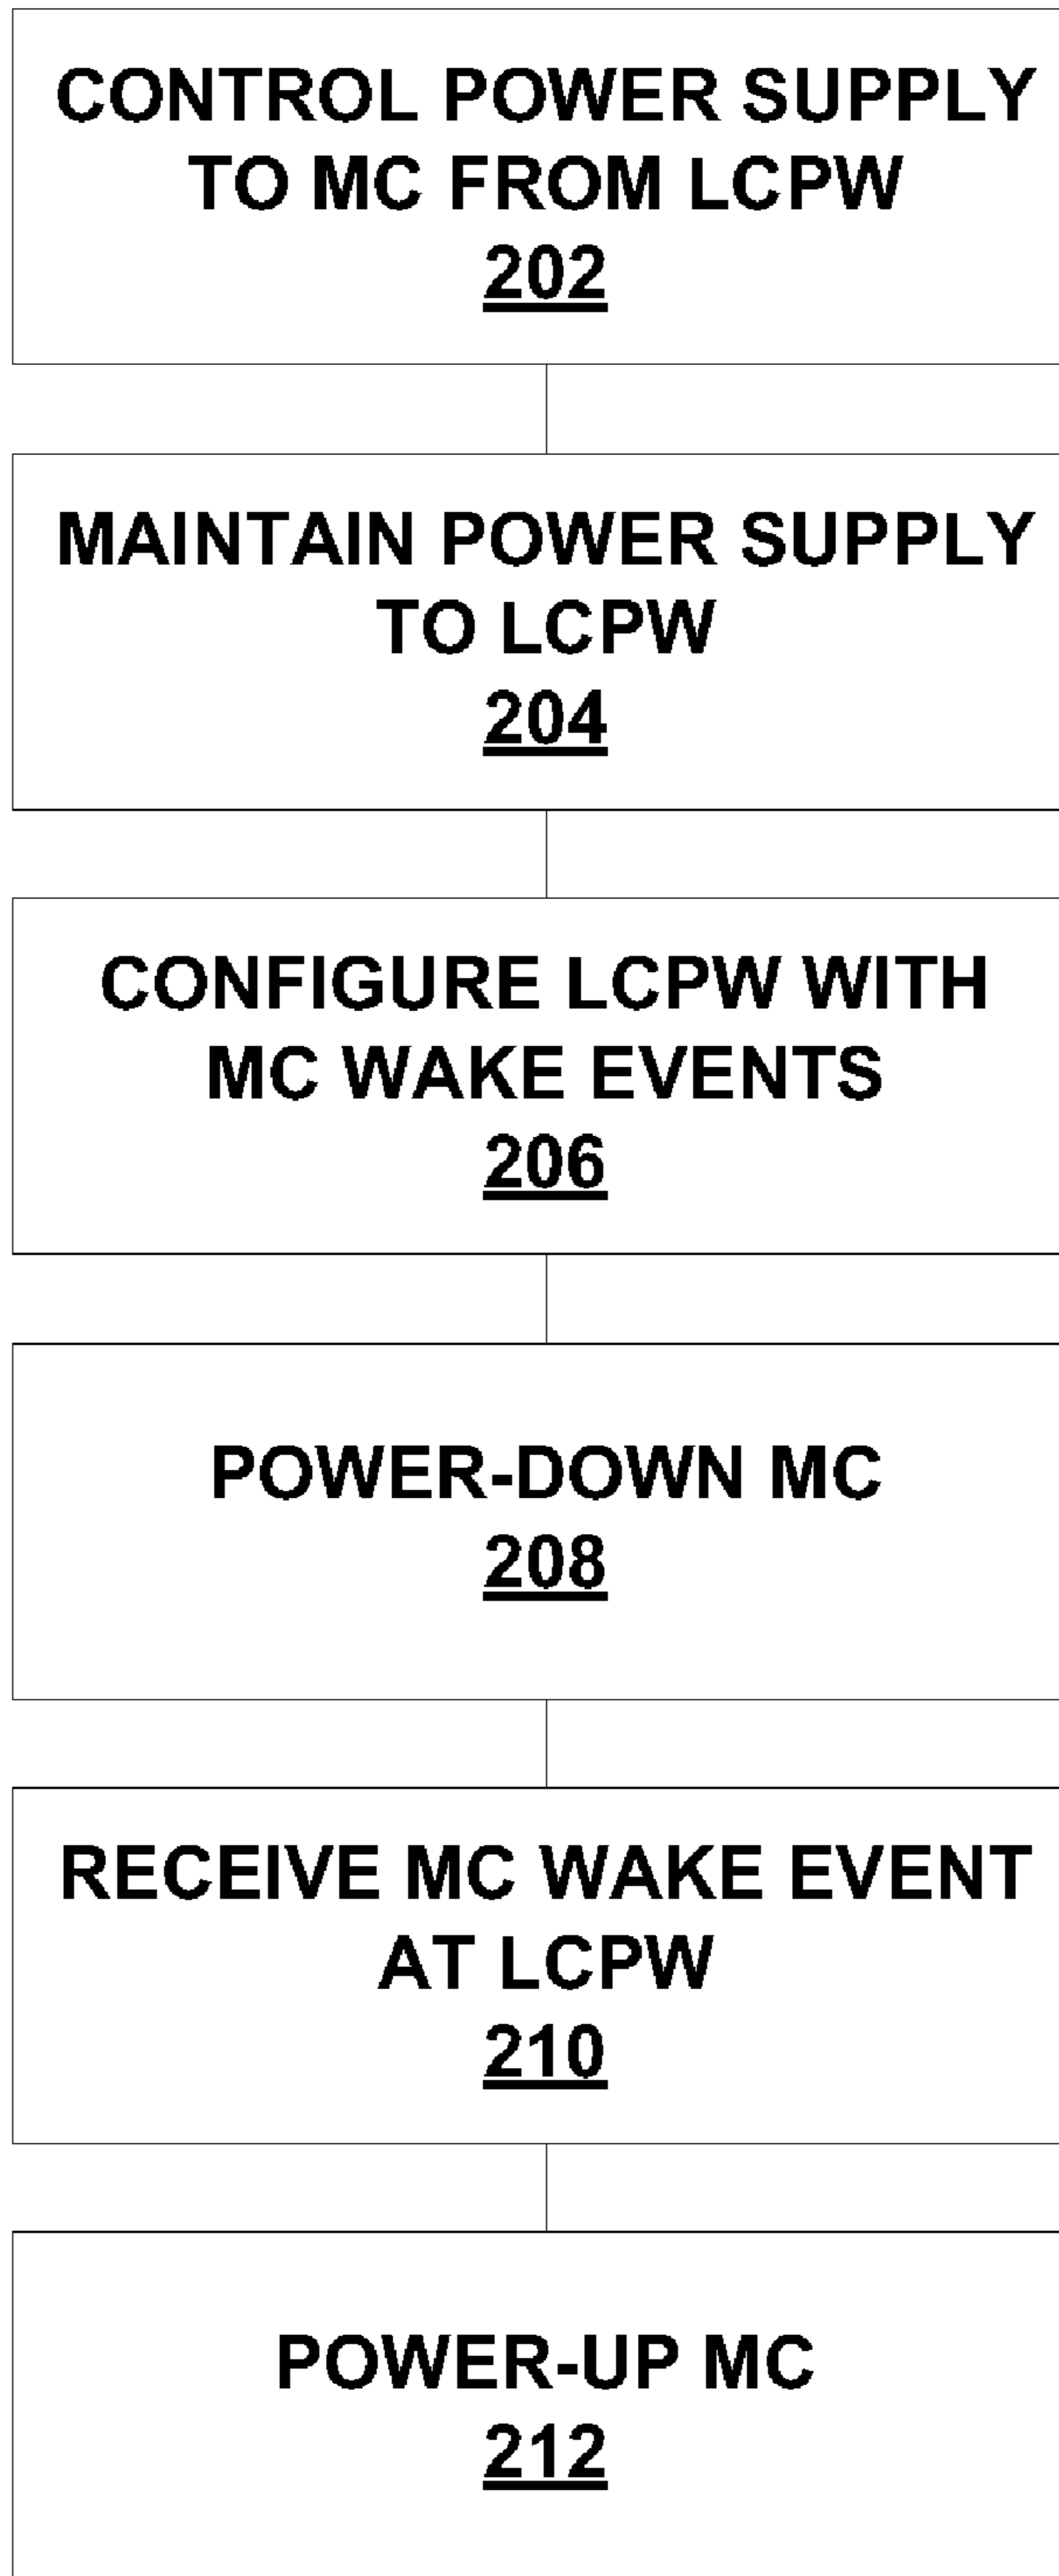 CONTROL POWER SUPPLY
TO MC FROM LCPW
202
MAINTAIN POWER SUPPLY
TO LCPW
204
CONFIGURE LCPW WITH
MC WAKE EVENTS
206
POWER-DOWN MC
208
RECEIVE MC WAKE EVENT
AT LCPW
210
POWER-UP MC
212